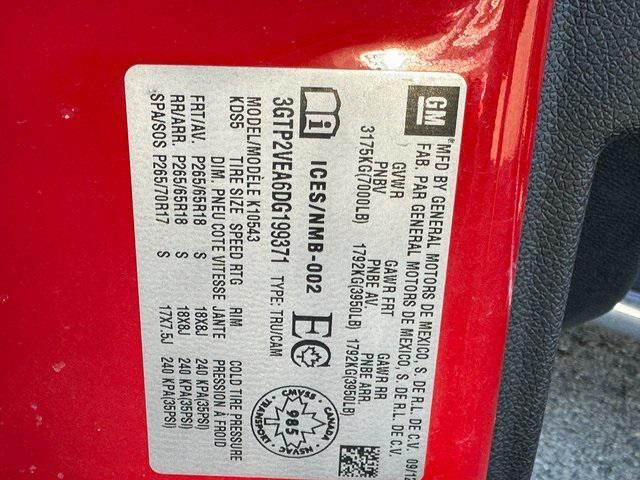 GM
® MFD BY GENERAL MOTORS DE MEXICO, S. DE R.L. DE C.V. 09/12
FAB. PAR GENERAL MOTORS DE MEXICO, S. DE R.L. DE C.V.
GVWR GAWR FRT GAWR RR
PNBV PNBE AV. PNBE ARR.
3175KG(7000LB) 1792KG(3950LB) 1792KG(3950LB)
i ICES/NMB-002 EC
CANADA
985
TRANSPORT
CMVSS NSVAC
3GTP2VEA6DG199371 TYPE: TRU/CAM
MODEL/MODELE K10543
KDS5 TIRE SIZE SPEED RTG RIM COLD TIRE PRESSURE
DIM. PNEU COTE VITESSE JANTE PRESSION À FROID
FRT/AV. P265/65R18 S 18X8J 240 KPA(35PSI)
RR/ARR. P265/65R18 S 18X8J 240 KPA(35PSI)
SPA/SOS P265/70R17 S 17X7.5J 240 KPA(35PSI)